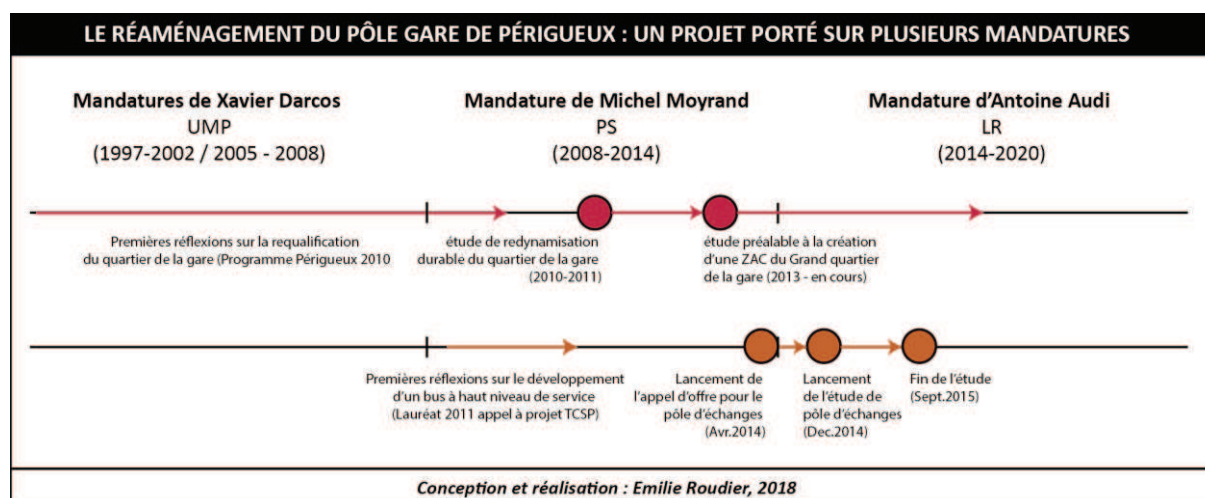 LE RÉAMÉNAGEMENT DU PÔLE GARE DE PÉRIGUEUX : UN PROJET PORTÉ SUR PLUSIEURS MANDATURES
Mandatures de Xavier Darcos
UMP
(1997-2002 / 2005 - 2008)
Mandature de Michel Moyrand
PS
(2008-2014)
Mandature d'Antoine Audi
LR
(2014-2020)
Premières réflexions sur la requalification
du quartier de la gare (Programme Périgueux 2010
étude de redynamisation
durable du quartier de la gare
(2010-2011)
étude préalable à la création
d'une ZAC du Grand quartier
de la gare (2013 - en cours)
Premières réflexions sur le développement
d'un bus à haut niveau de service
(Lauréat 2011 appel à projet TCSP)
Lancement de
l'appel d'offre pour le
pôle d'échanges
(Avr.2014)
Lancement
de l'étude de
pôle d'échanges
(Dec.2014)
Fin de l'étude
(Sept.2015)
Conception et réalisation : Emilie Roudier, 2018